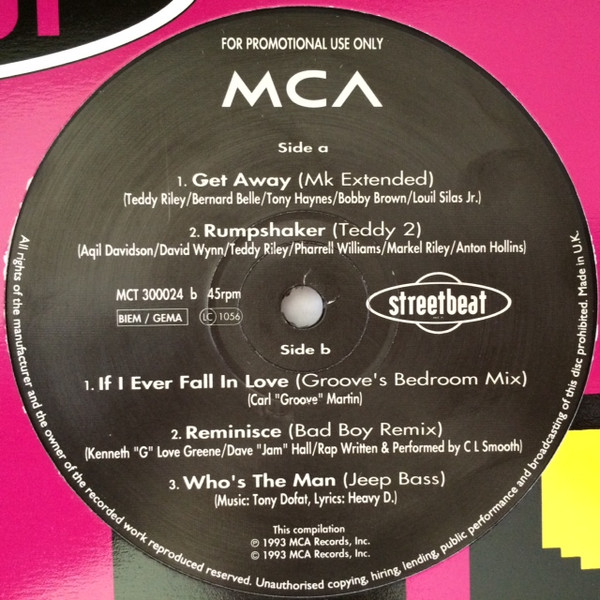 FOR PROMOTIONAL USE ONLY
MCA
Side a
1. Get Away (Mk Extended)
(Teddy Riley/Bernard Belle/Tony Haynes/Bobby Brown/Louil Silas Jr.)
2. Rumpshaker (Teddy 2)
(Aqil Davidson/David Wynn/Teddy Riley/Pharrell Williams/Markel Riley/Anton Hollins)
MCT 300024 b 45rpm
BIEM / GEMA LC 1056
streetbeat
Side b
1. If I Ever Fall In Love (Groove's Bedroom Mix)
(Carl "Groove" Martin)
2. Reminisce (Bad Boy Remix)
(Kenneth "G" Love Greene/Dave "Jam" Hall/Rap Written & Performed by C L Smooth)
3. Who's The Man (Jeep Bass)
(Music: Tony Dofat, Lyrics: Heavy D.)
This compilation
℗ 1993 MCA Records, Inc.
© 1993 MCA Records, Inc.
All rights of the manufacturer and the owner of the recorded work reproduced reserved. Unauthorised copying, hiring, lending, public performance and broadcasting of this disc prohibited. Made in U.K.